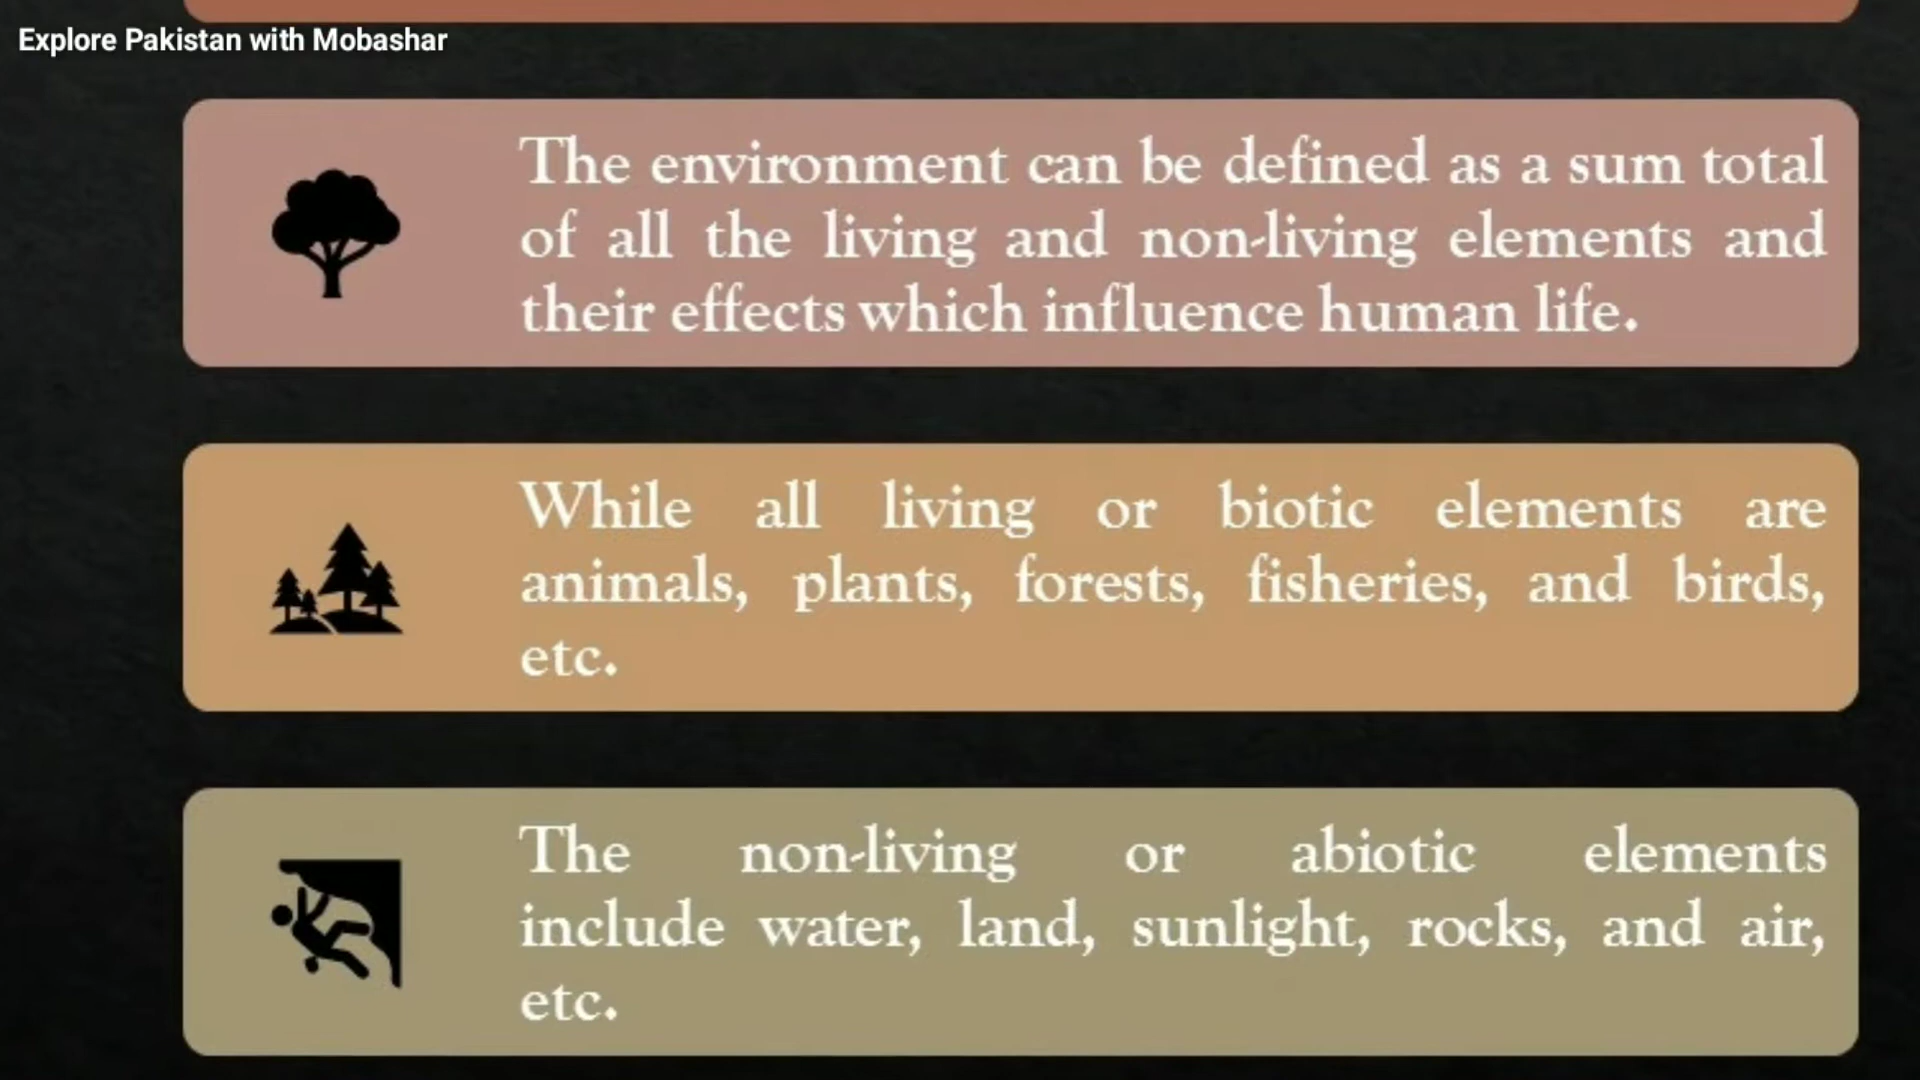 Explore Pakistan with Mobashar
The environment can be defined as a sum total
of all the living and non-living elements and
their effects which influence human life.
While all living or biotic elements are
animals, plants, forests, fisheries, and birds,
etc.
The non-living or abiotic elements
include water, land, sunlight, rocks, and air,
etc.